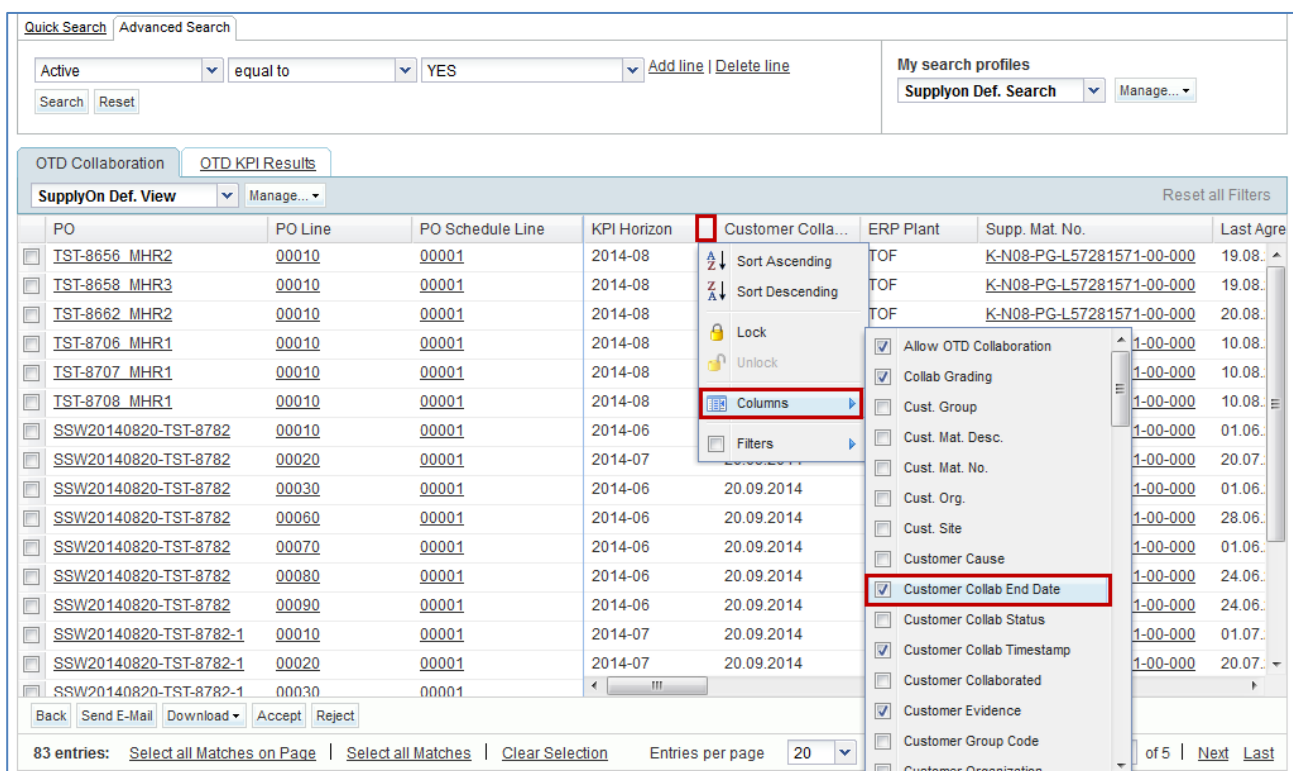 Quick Search Advanced Search
Active equal to YES Add line | Delete line My search profiles
Search Reset Supplyon Def. Search Manage...
OTD Collaboration OTD KPI Results
SupplyOn Def. View Manage... Reset all Filters
PO PO Line PO Schedule Line KPI Horizon Customer Colla... ERP Plant Supp. Mat. No. Last Agre
TST-8656 MHR2 00010 00001 2014-08 Sort Ascending TOF K-N08-PG-L57281571-00-000 19.08.
TST-8658 MHR3 00010 00001 2014-08 Sort Descending TOF K-N08-PG-L57281571-00-000 19.08.
TST-8662 MHR2 00010 00001 2014-08 Lock TOF K-N08-PG-L57281571-00-000 20.08.
TST-8706 MHR1 00010 00001 2014-08 Unlock Allow OTD Collaboration 1-00-000 10.08.
TST-8707 MHR1 00010 00001 2014-08 Collab Grading 1-00-000 10.08.
TST-8708 MHR1 00010 00001 2014-08 Columns Cust. Group 1-00-000 10.08.
SSW20140820-TST-8782 00010 00001 2014-06 Filters Cust. Mat. Desc. 1-00-000 01.06.
SSW20140820-TST-8782 00020 00001 2014-07 Cust. Mat. No. 1-00-000 20.07.
SSW20140820-TST-8782 00030 00001 2014-06 20.09.2014 Cust. Org. 1-00-000 01.06.
SSW20140820-TST-8782 00060 00001 2014-06 20.09.2014 Cust. Site 1-00-000 28.06.
SSW20140820-TST-8782 00070 00001 2014-06 20.09.2014 Customer Cause 1-00-000 01.06.
SSW20140820-TST-8782 00080 00001 2014-06 20.09.2014 Customer Collab End Date 1-00-000 24.06.
SSW20140820-TST-8782 00090 00001 2014-06 20.09.2014 Customer Collab Status 1-00-000 24.06.
SSW20140820-TST-8782-1 00010 00001 2014-07 20.09.2014 Customer Collab Timestamp 1-00-000 01.07.
SSW20140820-TST-8782-1 00020 00001 2014-07 20.09.2014 Customer Collaborated 1-00-000 20.07.
SSW20140820-TST-8782-1 00030 00001 Customer Evidence
Back Send E-Mail Download Accept Reject Customer Group Code
83 entries: Select all Matches on Page | Select all Matches | Clear Selection Entries per page 20 Customer Organization of 5 | Next Last